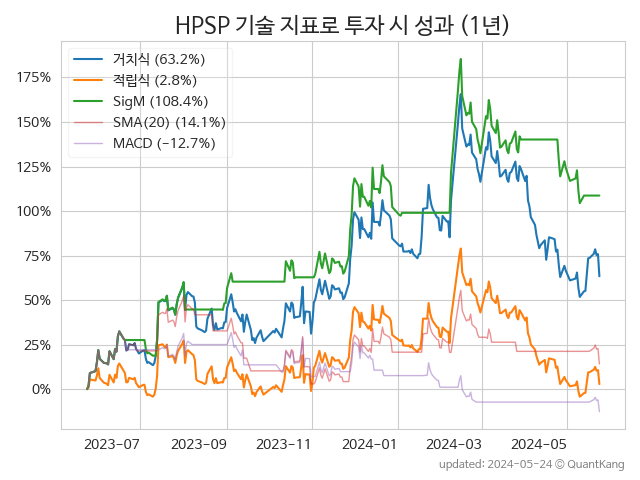 HPSP 기술 지표로 투자 시 성과 (1년)
거치식 (63.2%)
적립식 (2.8%)
SigM (108.4%)
SMA(20) (14.1%)
MACD (−12.7%)
175%
150%
125%
100%
75%
50%
25%
0%
2023-07
2023-09
2023-11
2024-01
2024-03
2024-05
updated: 2024-05-24 © QuantKang